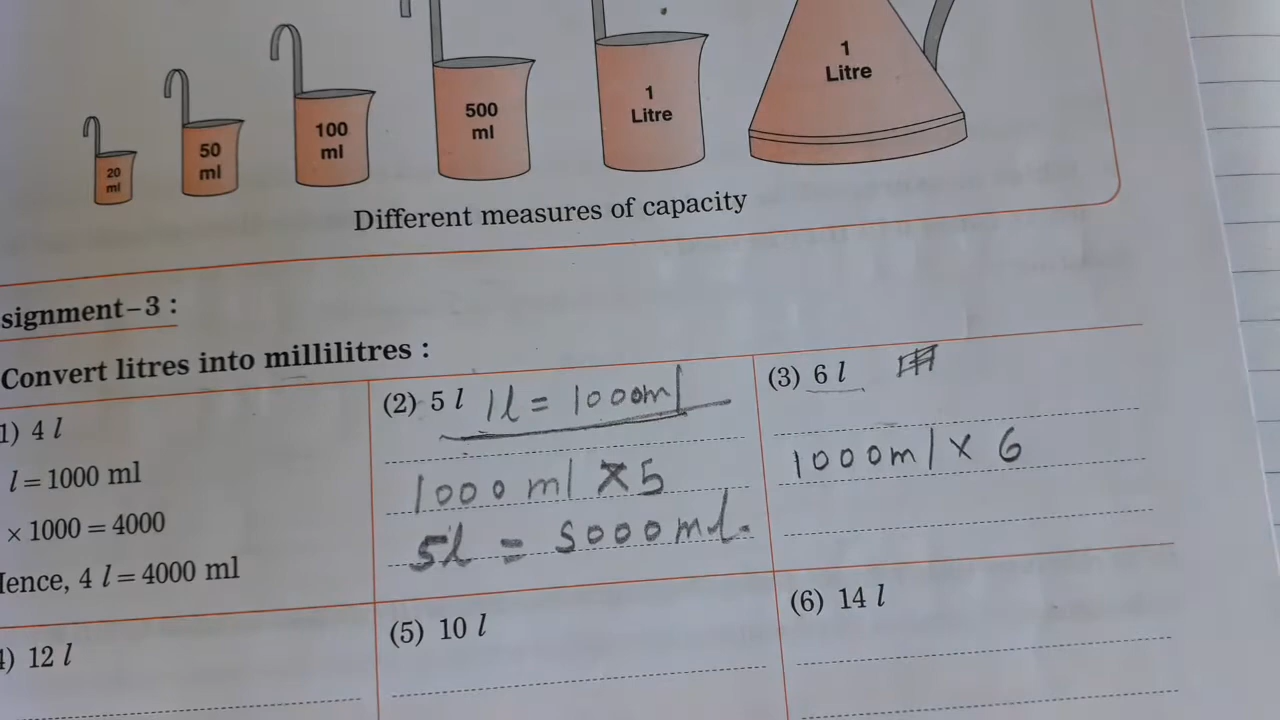 20
ml
50
ml
100
ml
500
ml
1
Litre
1
Litre
Different measures of capacity
signment-3 :
Convert litres into millilitres :
1) 4 l
l = 1000 ml
× 1000 = 4000
Hence, 4 l = 4000 ml
(2) 5 l 1l = 1000ml
1000 ml ×5
5l = 5000ml.
(3) 6 l
1000ml × 6
4) 12 l
(5) 10 l
(6) 14 l